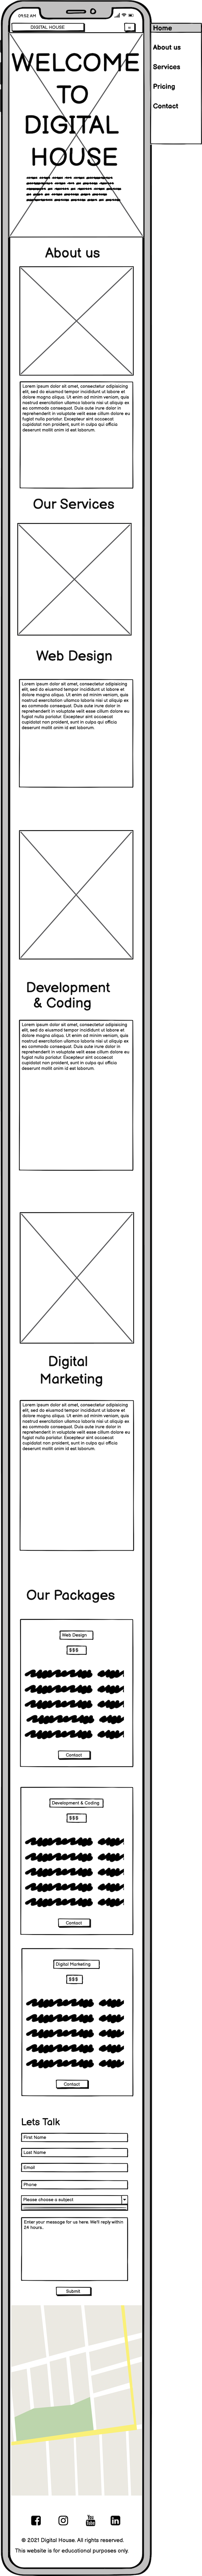 09:52 AM
DIGITAL HOUSE
Home
About us
Services
Pricing
Contact
WELCOME
TO
DIGITAL
HOUSE
About us
Lorem ipsum dolor sit amet, consectetur adipisicing
elit, sed do eiusmod tempor incididunt ut labore et
dolore magna aliqua. Ut enim ad minim veniam, quis
nostrud exercitation ullamco laboris nisi ut aliquip ex
ea commodo consequat. Duis aute irure dolor in
reprehenderit in voluptate velit esse cillum dolore eu
fugiat nulla pariatur. Excepteur sint occaecat
cupidatat non proident, sunt in culpa qui officia
deserunt mollit anim id est laborum.
Our Services
Web Design
Lorem ipsum dolor sit amet, consectetur adipisicing
elit, sed do eiusmod tempor incididunt ut labore et
dolore magna aliqua. Ut enim ad minim veniam, quis
nostrud exercitation ullamco laboris nisi ut aliquip ex
ea commodo consequat. Duis aute irure dolor in
reprehenderit in voluptate velit esse cillum dolore eu
fugiat nulla pariatur. Excepteur sint occaecat
cupidatat non proident, sunt in culpa qui officia
deserunt mollit anim id est laborum.
Development
& Coding
Lorem ipsum dolor sit amet, consectetur adipisicing
elit, sed do eiusmod tempor incididunt ut labore et
dolore magna aliqua. Ut enim ad minim veniam, quis
nostrud exercitation ullamco laboris nisi ut aliquip ex
ea commodo consequat. Duis aute irure dolor in
reprehenderit in voluptate velit esse cillum dolore eu
fugiat nulla pariatur. Excepteur sint occaecat
cupidatat non proident, sunt in culpa qui officia
deserunt mollit anim id est laborum.
Digital
Marketing
Lorem ipsum dolor sit amet, consectetur adipisicing
elit, sed do eiusmod tempor incididunt ut labore et
dolore magna aliqua. Ut enim ad minim veniam, quis
nostrud exercitation ullamco laboris nisi ut aliquip ex
ea commodo consequat. Duis aute irure dolor in
reprehenderit in voluptate velit esse cillum dolore eu
fugiat nulla pariatur. Excepteur sint occaecat
cupidatat non proident, sunt in culpa qui officia
deserunt mollit anim id est laborum.
Our Packages
Web Design
$$$
Contact
Development & Coding
$$$
Contact
Digital Marketing
$$$
Contact
Lets Talk
First Name
Last Name
Email
Phone
Please choose a subject
Enter your message for us here. We'll reply within
24 hours.
Submit
You
Tube
in
© 2021 Digital House. All rights reserved.
This website is for educational purposes only.